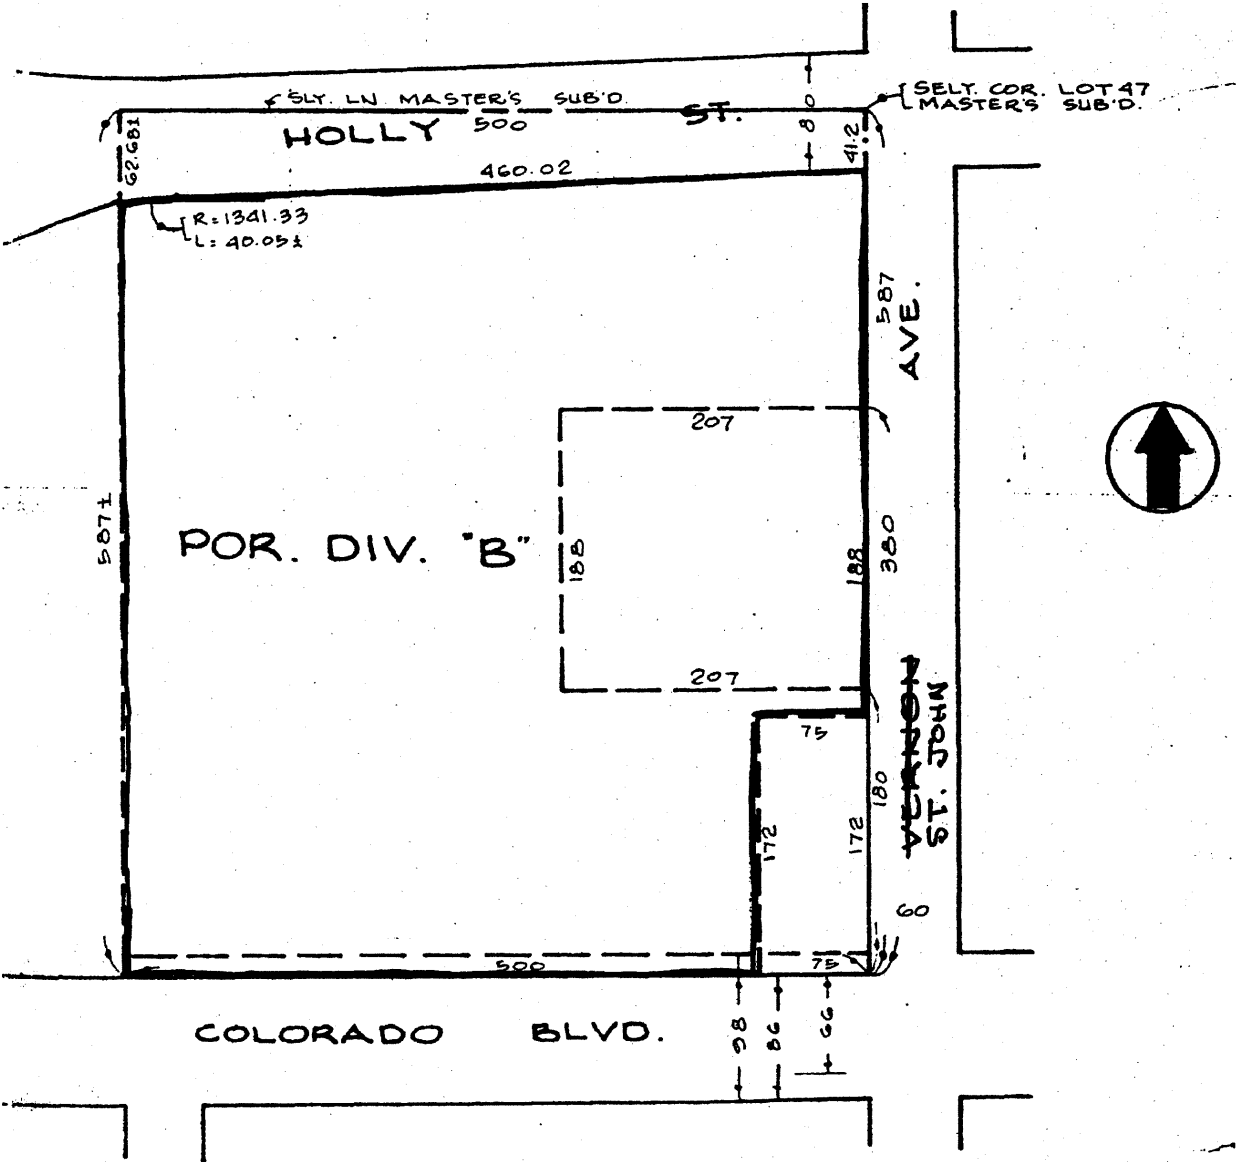 SLY. LN MASTER'S SUB'D.
SELY. COR. LOT 47
MASTER'S SUB'D.
HOLLY ST.
500
80
62.681
41.2
460.02
R=1341.33
L=40.05±
587
AVE.
207
587±
POR. DIV. "B"
188
188
380
207
75
VERNON
ST. JOHN
180
172
172
60
500
75
COLORADO BLVD.
98
86
66